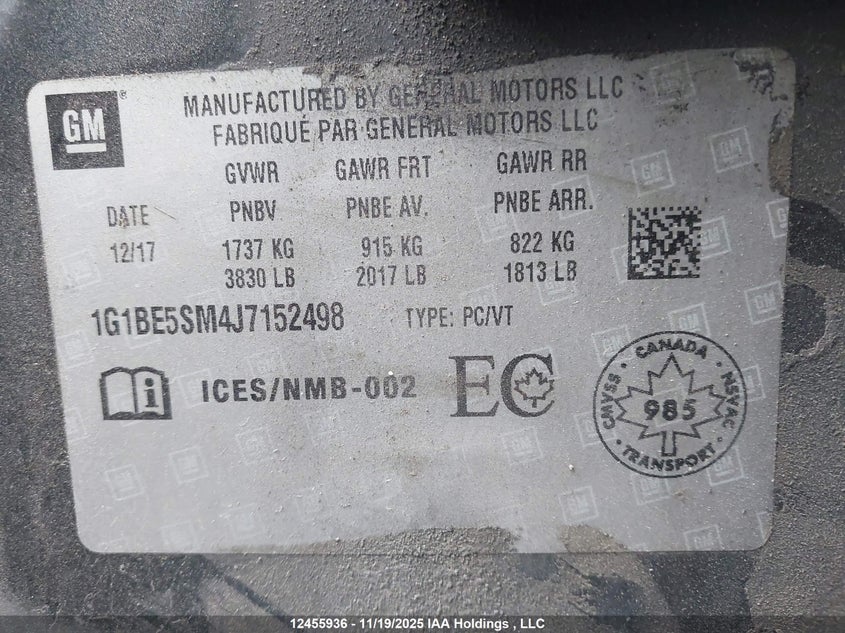 GM
MANUFACTURED BY GENERAL MOTORS LLC
FABRIQUÉ PAR GENERAL MOTORS LLC
GVWR GAWR FRT GAWR RR
DATE PNBV PNBE AV. PNBE ARR.
12/17 1737 KG 915 KG 822 KG
3830 LB 2017 LB 1813 LB
1G1BE5SM4J7152498 TYPE: PC/VT
ICES/NMB-002 EC
CANADA
CMVSS 985 NSVAC
TRANSPORT
12455936 - 11/19/2025 IAA Holdings , LLC